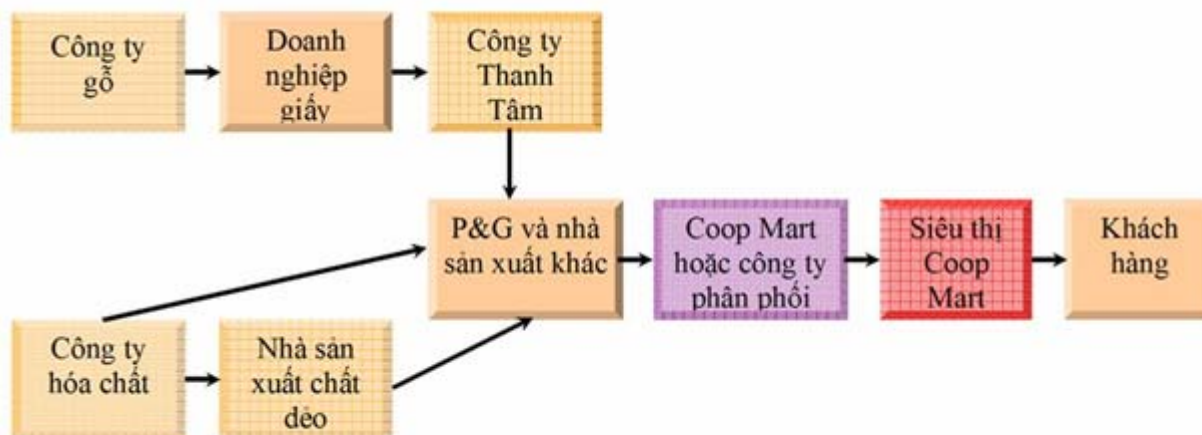 Công ty
gỗ
Doanh
nghiệp
giấy
Công ty
Thanh
Tâm
P&G và nhà
sản xuất khác
Coop Mart
hoặc công ty
phân phối
Siêu thị
Coop
Mart
Khách
hàng
Công ty
hóa chất
Nhà sản
xuất chất
dẻo